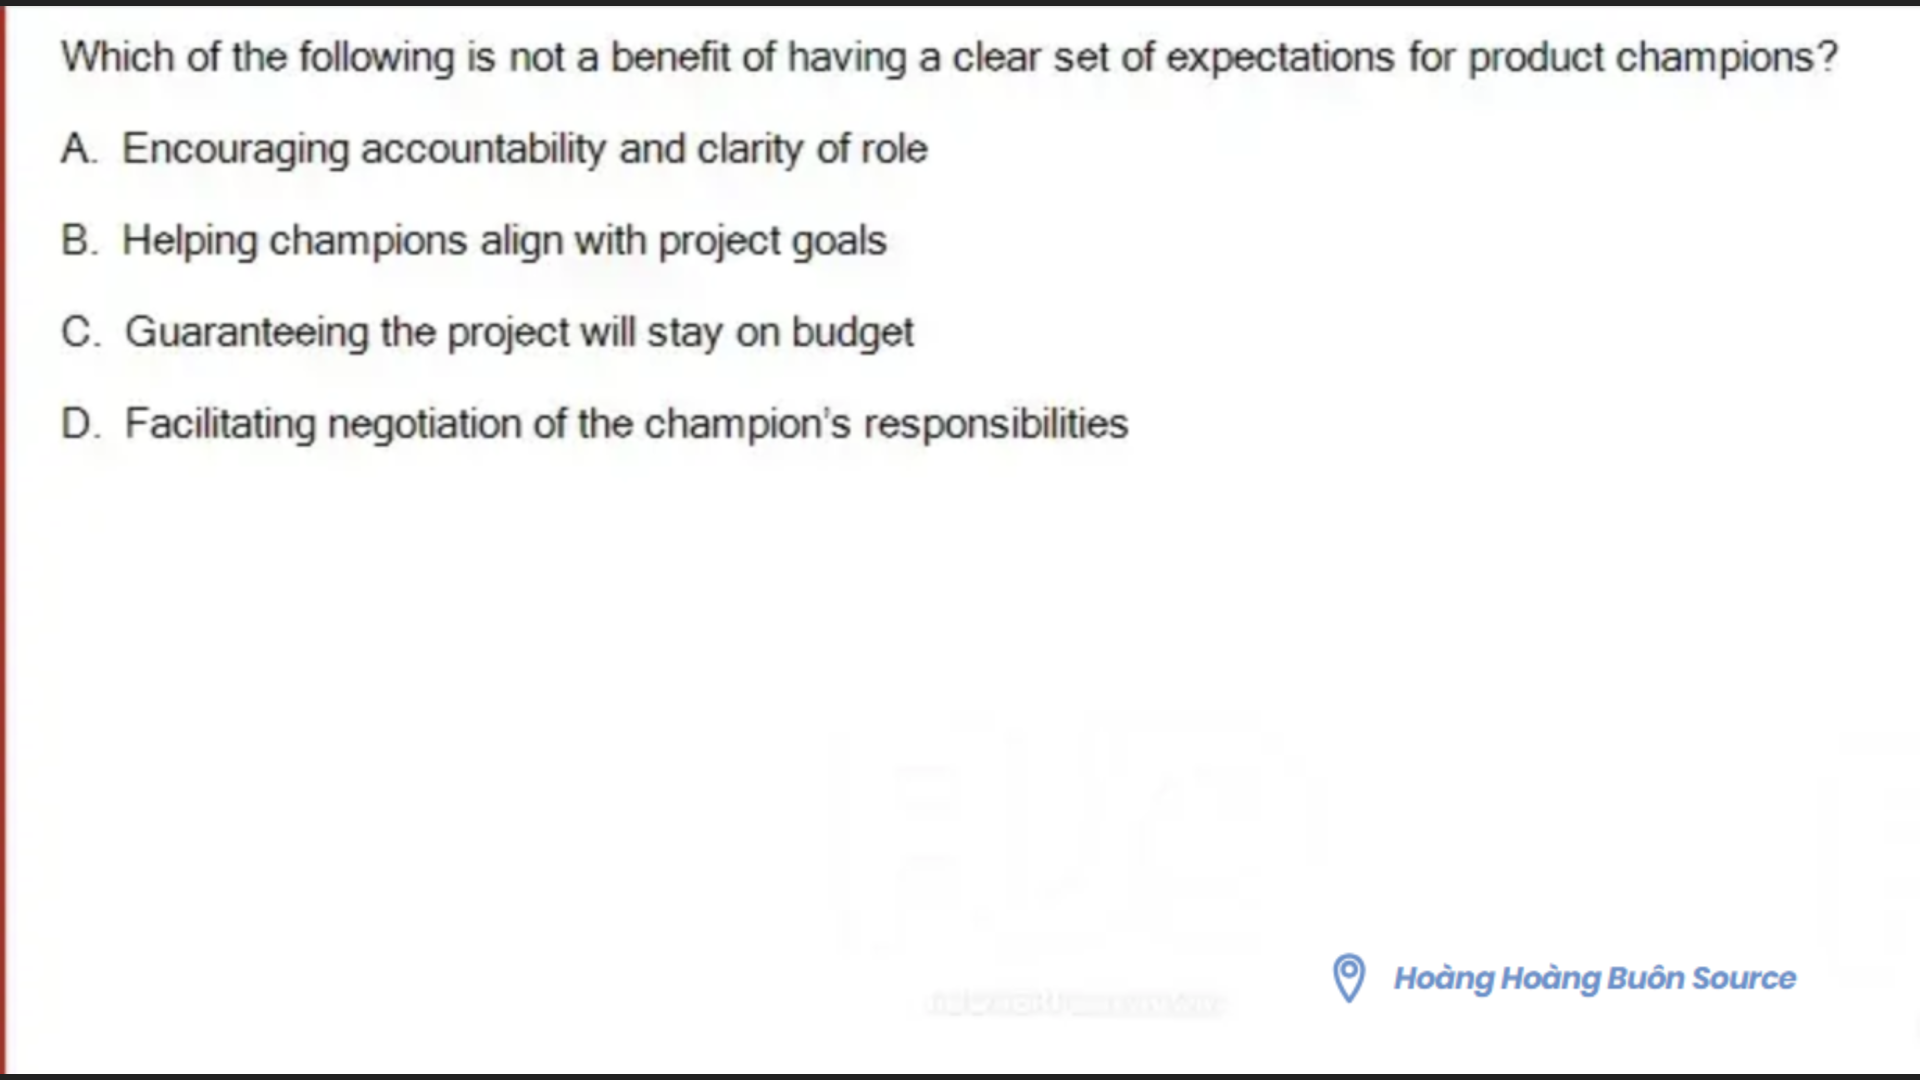 Which of the following is not a benefit of having a clear set of expectations for product champions?
A. Encouraging accountability and clarity of role
B. Helping champions align with project goals
C. Guaranteeing the project will stay on budget
D. Facilitating negotiation of the champion's responsibilities
Hoàng Hoàng Buôn Source